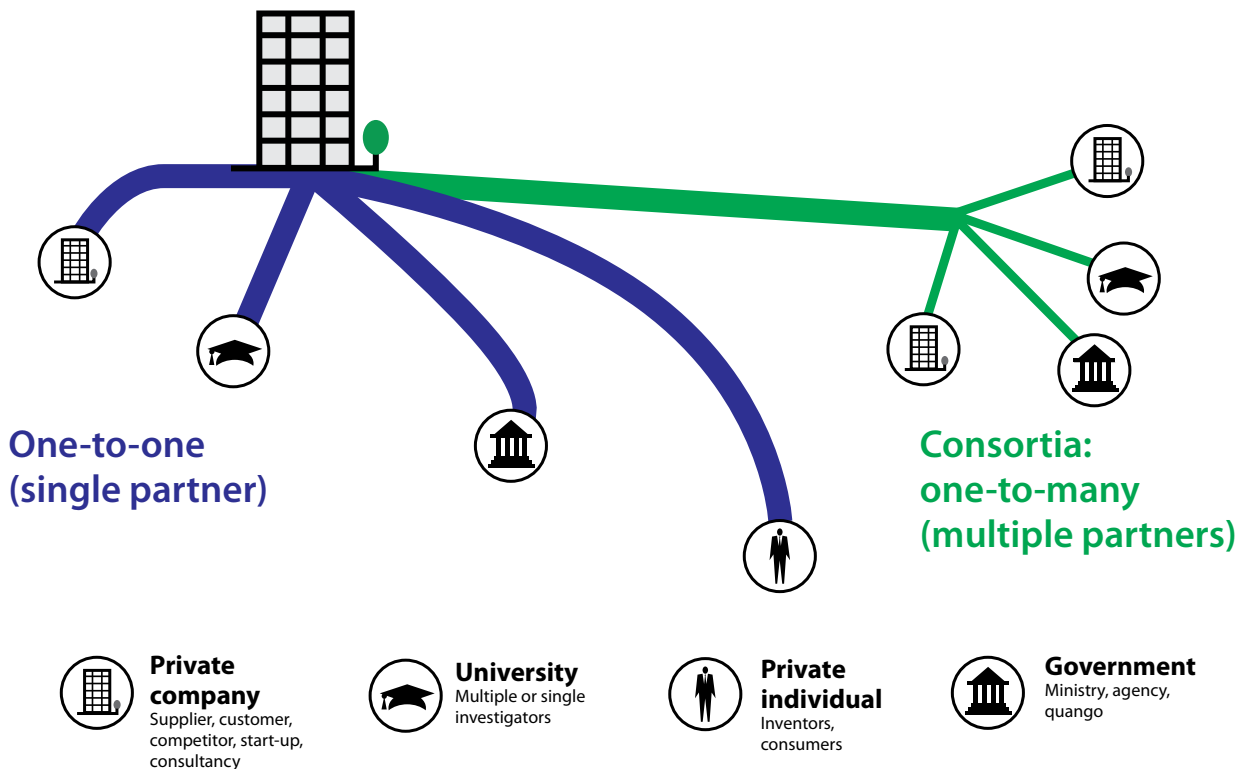 One-to-one
(single partner)
Consortia:
one-to-many
(multiple partners)
Private
company
Supplier, customer,
competitor, start-up,
consultancy
University
Multiple or single
investigators
Private
individual
Inventors,
consumers
Government
Ministry, agency,
quango